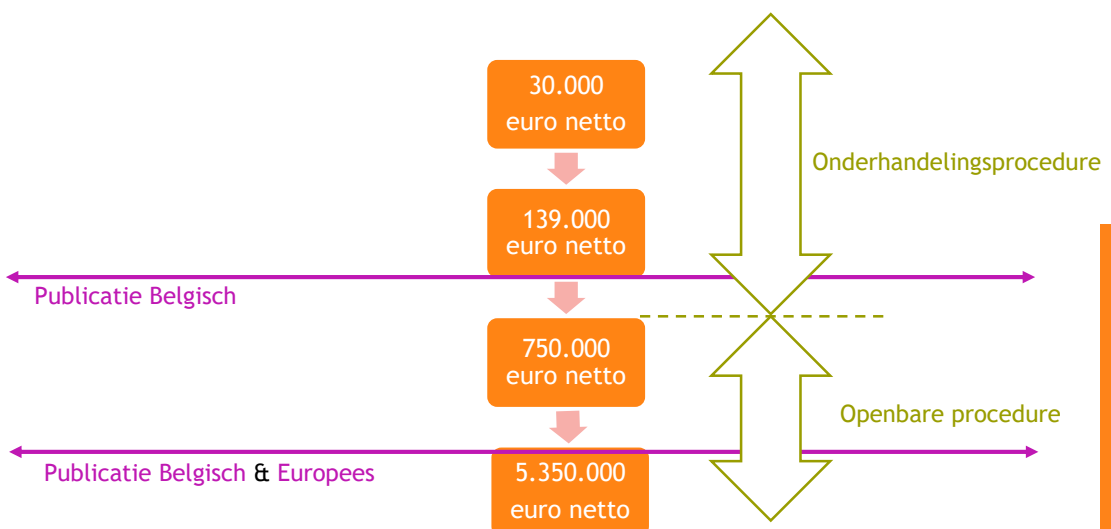 30.000
euro netto
Onderhandelingsprocedure
139.000
euro netto
Publicatie Belgisch
750.000
euro netto
Openbare procedure
Publicatie Belgisch & Europees
5.350.000
euro netto